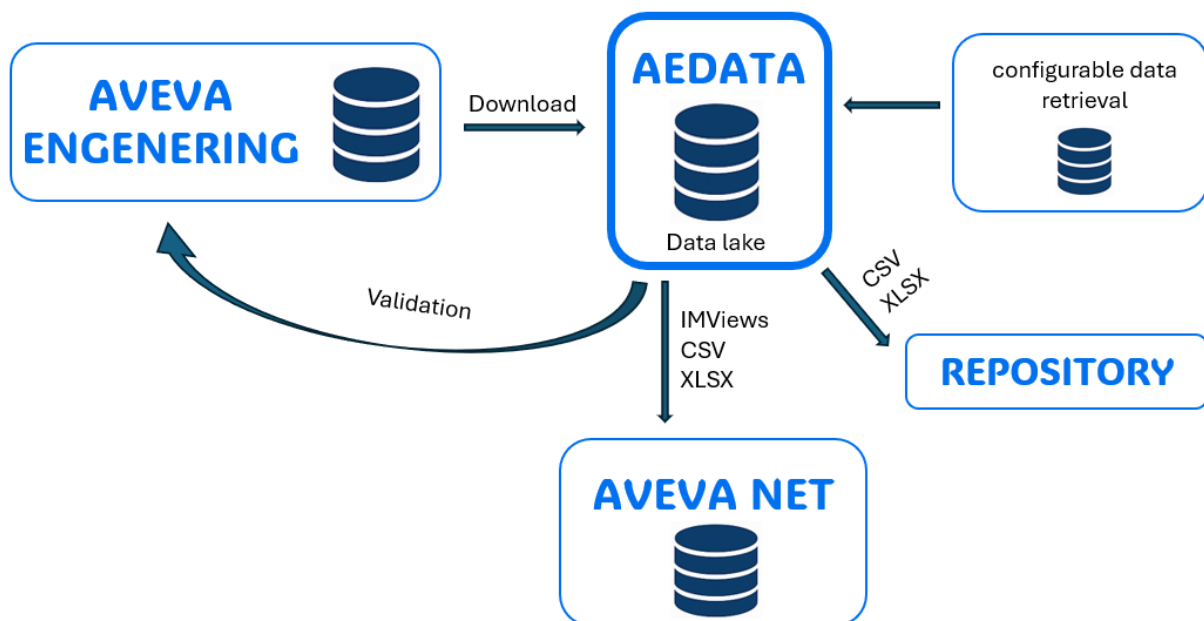 AVEVA
ENGENERING
Download
AEDATA
Data lake
configurable data
retrieval
Validation
IMViews
CSV
XLSX
CSV
XLSX
REPOSITORY
AVEVA NET